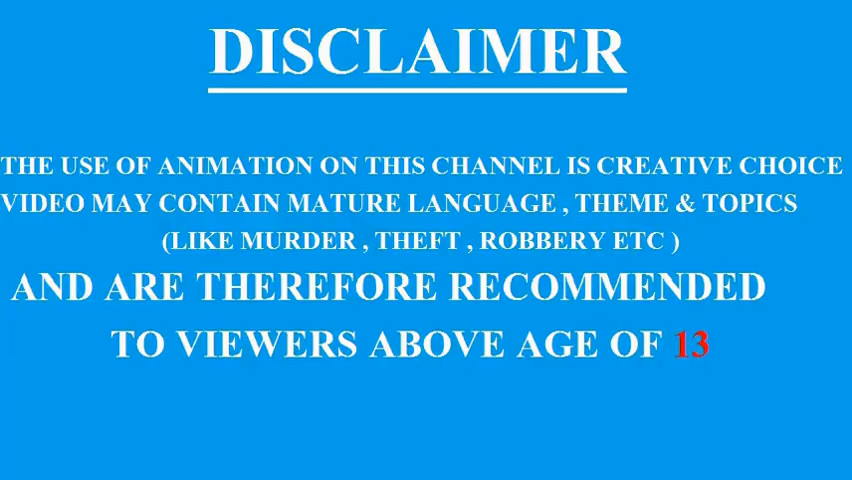 DISCLAIMER
THE USE OF ANIMATION ON THIS CHANNEL IS CREATIVE CHOICE
VIDEO MAY CONTAIN MATURE LANGUAGE , THEME & TOPICS
(LIKE MURDER , THEFT , ROBBERY ETC )
AND ARE THEREFORE RECOMMENDED
TO VIEWERS ABOVE AGE OF 13